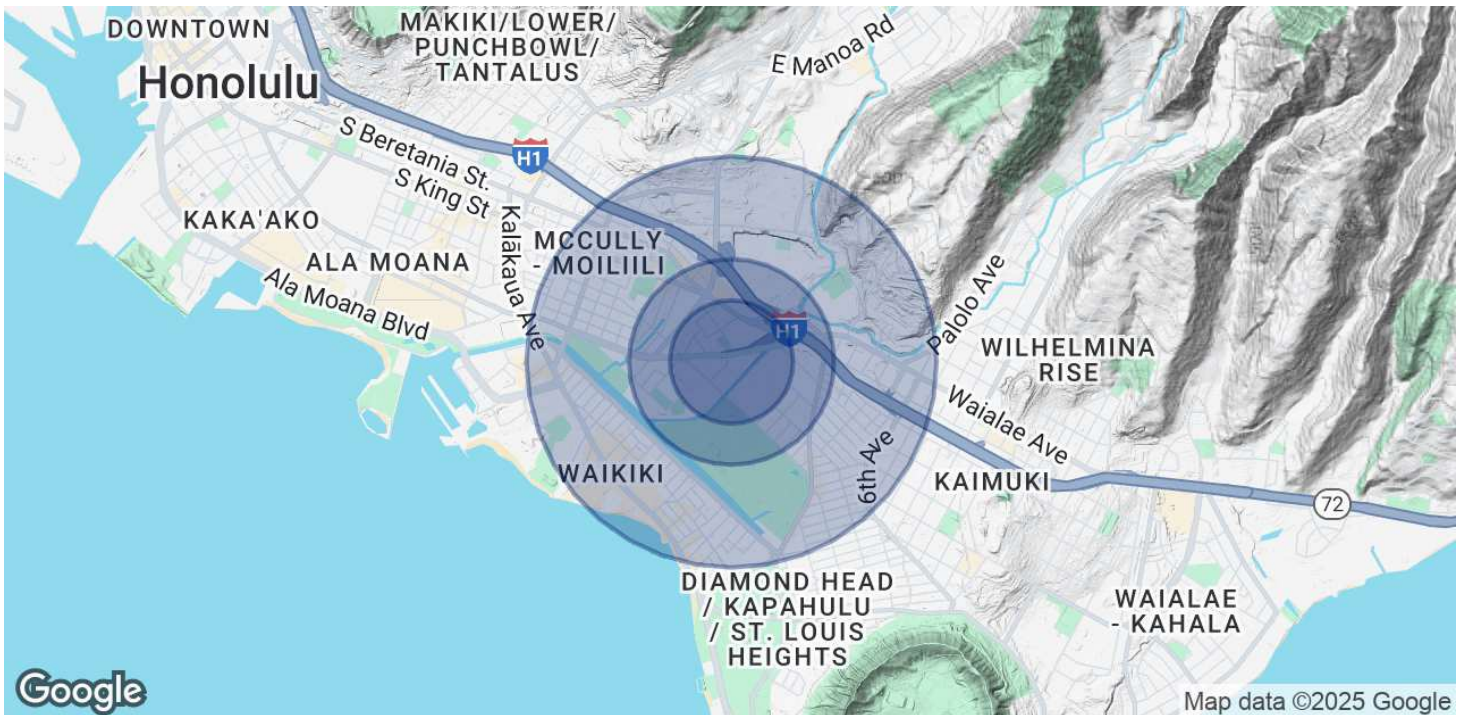 DOWNTOWN
Honolulu
MAKIKI/LOWER/
PUNCHBOWL/
TANTALUS
E Manoa Rd
H1
S Beretania St.
S King St
KAKA'AKO
ALA MOANA
Ala Moana Blvd
Kalākaua Ave
MCCULLY
- MOILIILI
H1
Palolo Ave
WILHELMINA
RISE
Waialae Ave
WAIKIKI
6th Ave
KAIMUKI
72
DIAMOND HEAD
/ KAPAHULU
/ ST. LOUIS
HEIGHTS
WAIALAE
- KAHALA
Google
Map data ©2025 Google